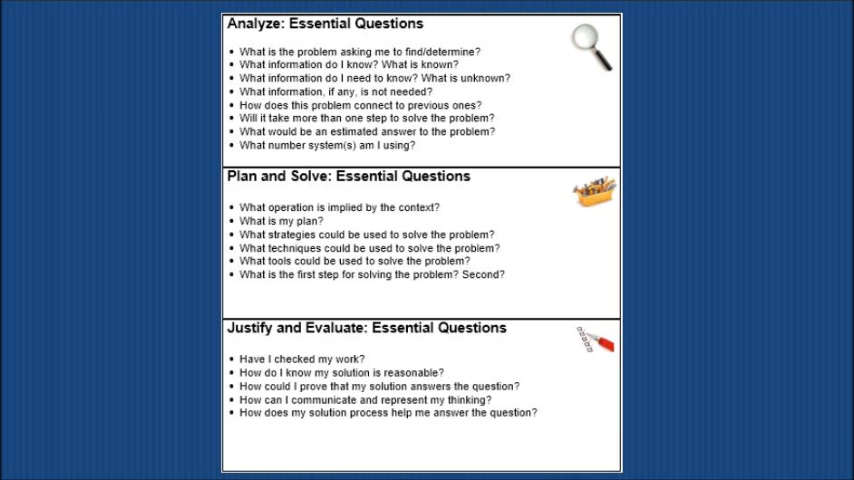 Analyze: Essential Questions
• What is the problem asking me to find/determine?
• What information do I know? What is known?
• What information do I need to know? What is unknown?
• What information, if any, is not needed?
• How does this problem connect to previous ones?
• Will it take more than one step to solve the problem?
• What would be an estimated answer to the problem?
• What number system(s) am I using?
Plan and Solve: Essential Questions
• What operation is implied by the context?
• What is my plan?
• What strategies could be used to solve the problem?
• What techniques could be used to solve the problem?
• What tools could be used to solve the problem?
• What is the first step for solving the problem? Second?
Justify and Evaluate: Essential Questions
• Have I checked my work?
• How do I know my solution is reasonable?
• How could I prove that my solution answers the question?
• How can I communicate and represent my thinking?
• How does my solution process help me answer the question?